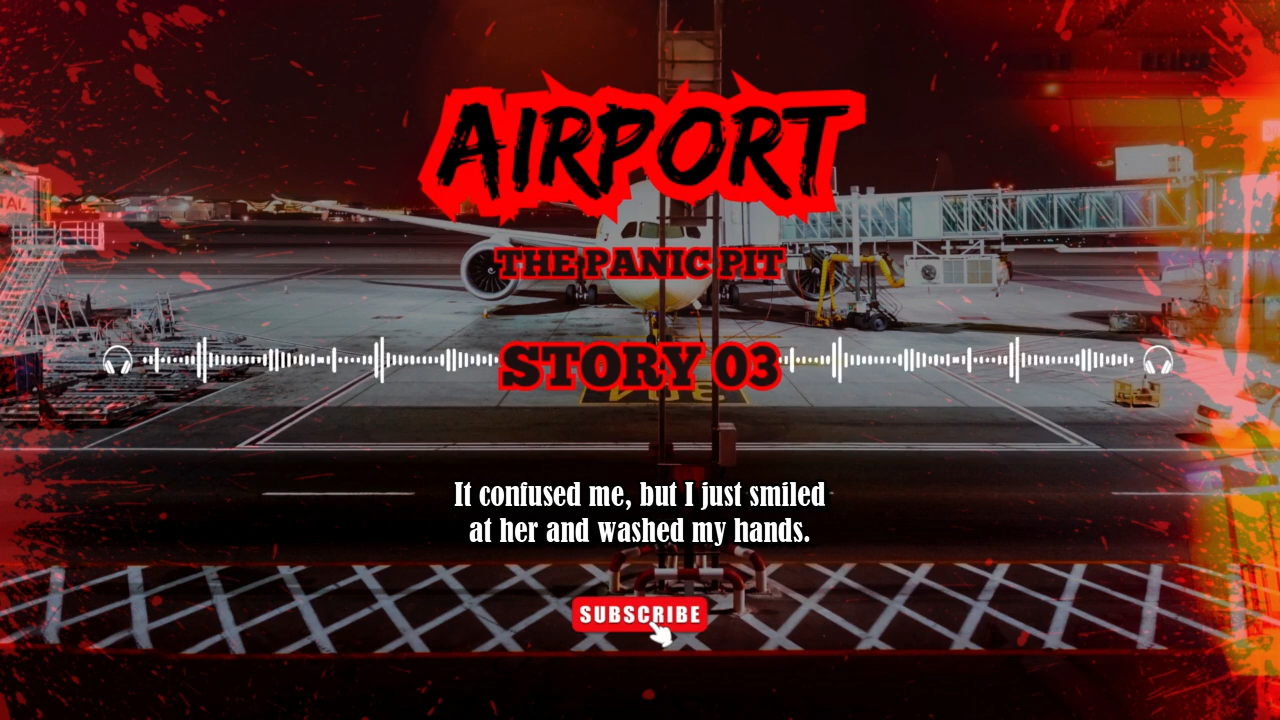 AIRPORT
THE PANIC PIT
STORY 03
It confused me, but I just smiled
at her and washed my hands.
SUBSCRIBE